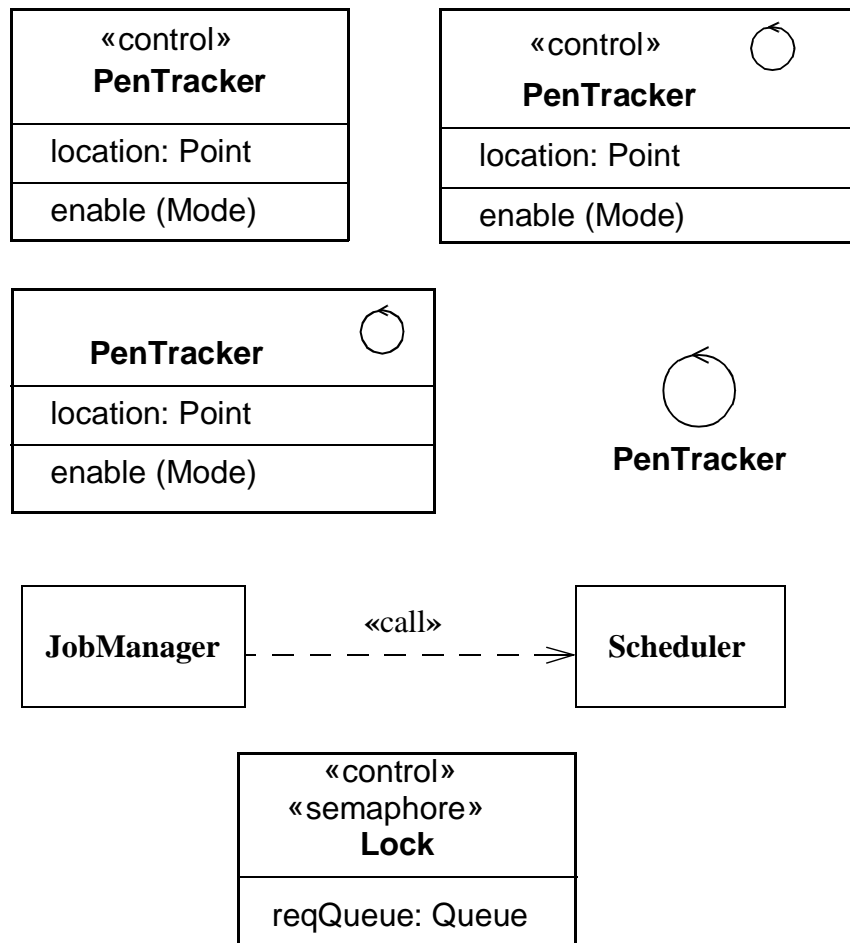 «control»
PenTracker
location: Point
enable (Mode)
«control»
PenTracker
location: Point
enable (Mode)
PenTracker
location: Point
enable (Mode)
PenTracker
JobManager
«call»
Scheduler
«control»
«semaphore»
Lock
reqQueue: Queue